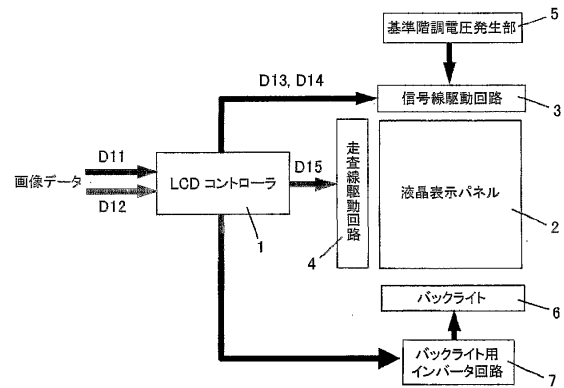 基準階調電圧発生部
5
D13, D14
信号線駆動回路
3
画像データ
D11
D12
LCD コントローラ
1
D15
走査線駆動回路
4
液晶表示パネル
2
バックライト
6
バックライト用
インバータ回路
7